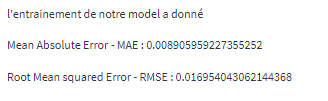 l'entrainement de notre model a donné
Mean Absolute Error - MAE : 0.008905959227355252
Root Mean squared Error - RMSE : 0.016954043062144368